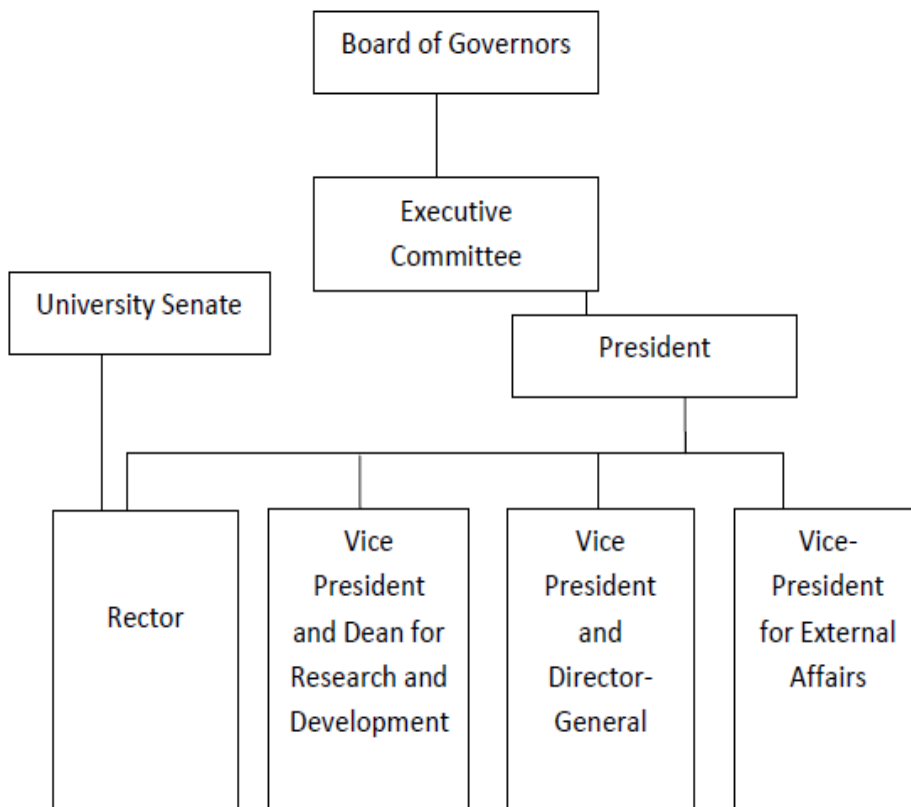 Board of Governors
Executive
Committee
University Senate
President
Rector
Vice
President
and Dean for
Research and
Development
Vice
President
and
Director-
General
Vice-
President
for External
Affairs